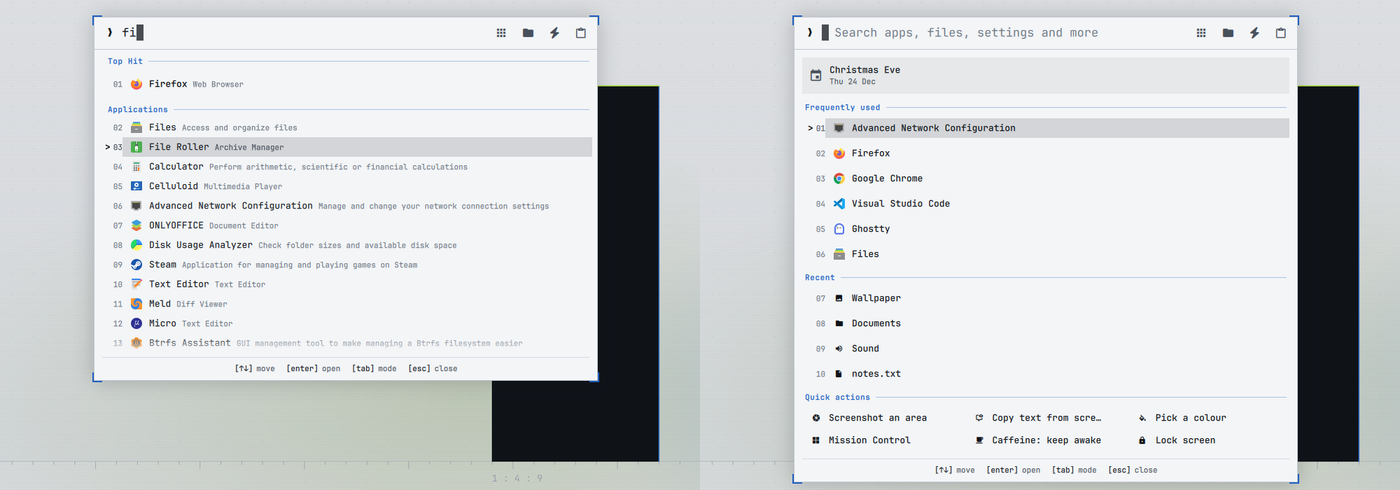 ❯ fi
Top Hit
01 Firefox Web Browser
Applications
02 Files Access and organize files
> 03 File Roller Archive Manager
04 Calculator Perform arithmetic, scientific or financial calculations
05 Celluloid Multimedia Player
06 Advanced Network Configuration Manage and change your network connection settings
07 ONLYOFFICE Document Editor
08 Disk Usage Analyzer Check folder sizes and available disk space
09 Steam Application for managing and playing games on Steam
10 Text Editor Text Editor
11 Meld Diff Viewer
12 Micro Text Editor
13 Btrfs Assistant GUI management tool to make managing a Btrfs filesystem easier
[↑↓] move [enter] open [tab] mode [esc] close
1 : 4 : 9
❯ Search apps, files, settings and more
Christmas Eve
Thu 24 Dec
Frequently used
> 01 Advanced Network Configuration
02 Firefox
03 Google Chrome
04 Visual Studio Code
05 Ghostty
06 Files
Recent
07 Wallpaper
08 Documents
09 Sound
10 notes.txt
Quick actions
Screenshot an area Copy text from scre… Pick a colour
Mission Control Caffeine: keep awake Lock screen
[↑↓] move [enter] open [tab] mode [esc] close